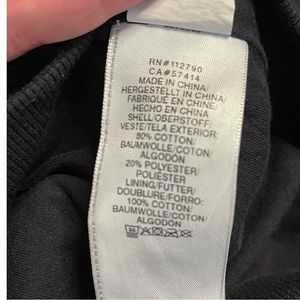 RN#112790
CA#57414
MADE IN CHINA/
HERGESTELLT IN CHINA/
FABRIQUÉ EN CHINE/
HECHO EN CHINA
SHELL/OBERSTOFF/
VESTE/TELA EXTERIOR:
80% COTTON/
BAUMWOLLE/COTON/
ALGODÓN
20% POLYESTER/
POLIÉSTER
LINING/FUTTER/
DOUBLURE/FORRO:
100% COTTON/
BAUMWOLLE/COTON/
ALGODÓN